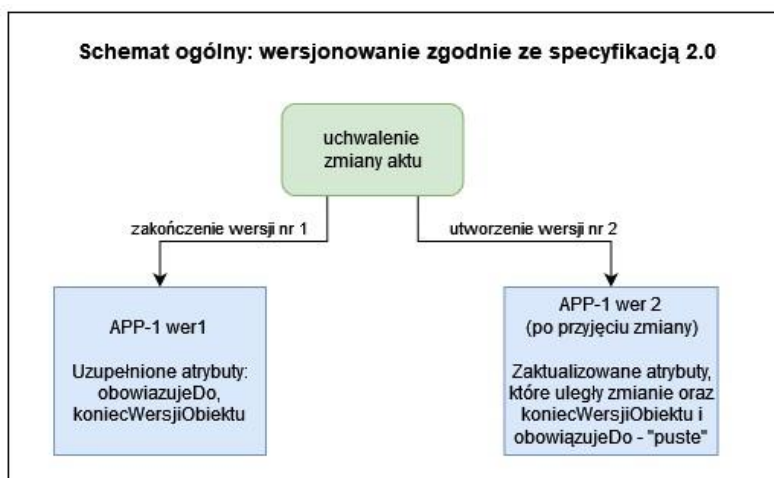 Schemat ogólny: wersjonowanie zgodnie ze specyfikacją 2.0
uchwalenie
zmiany aktu
zakończenie wersji nr 1
utworzenie wersji nr 2
APP-1 wer1
Uzupełnione atrybuty:
obowiazujeDo,
koniecWersjiObiektu
APP-1 wer 2
(po przyjęciu zmiany)
Zaktualizowane atrybuty,
które uległy zmianie oraz
koniecWersjiObiektu i
obowiązujeDo - "puste"